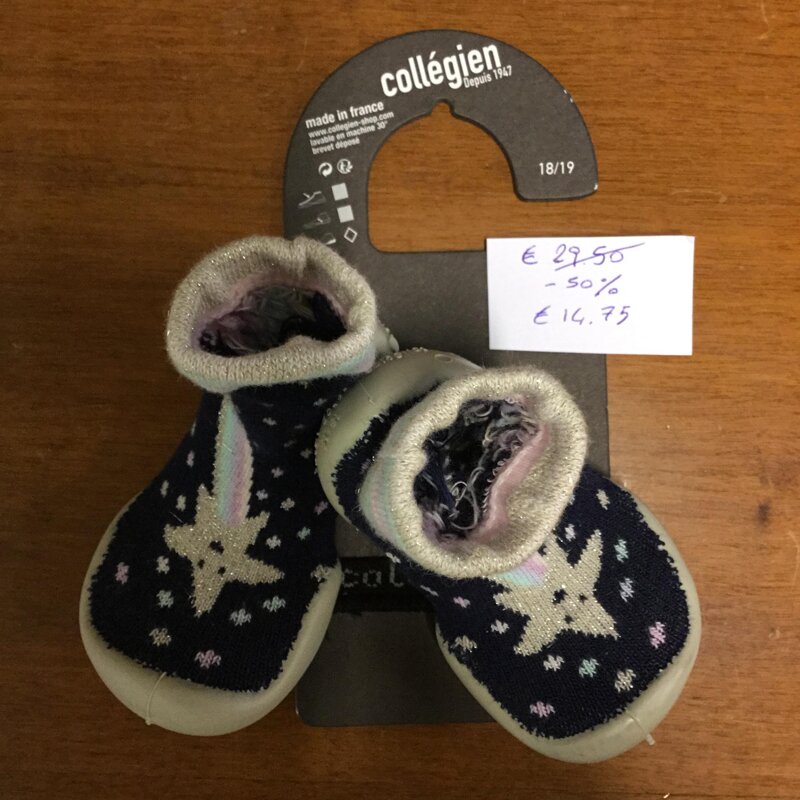 collégien
Depuis 1947
made in france
www.collegien-shop.com
lavable en machine 30°
brevet déposé
18/19
€ 29.50
- 50%
€ 14.75